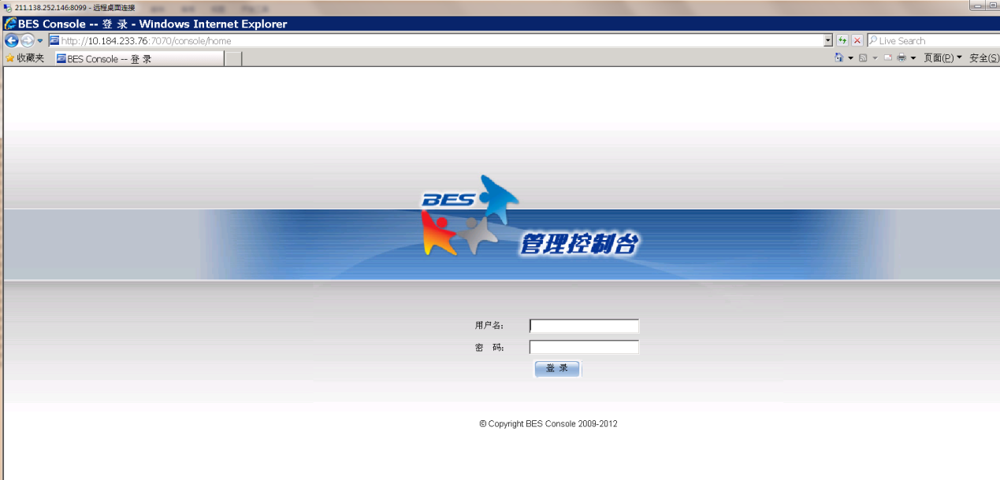 211.138.252.146:8099 - 远程桌面连接
BES Console -- 登 录 - Windows Internet Explorer
http://10.184.233.76:7070/console/home
Live Search
收藏夹
BES Console -- 登 录
页面(P)
安全(S)
BES
管理控制台
用户名:
密 码:
登 录
© Copyright BES Console 2009-2012